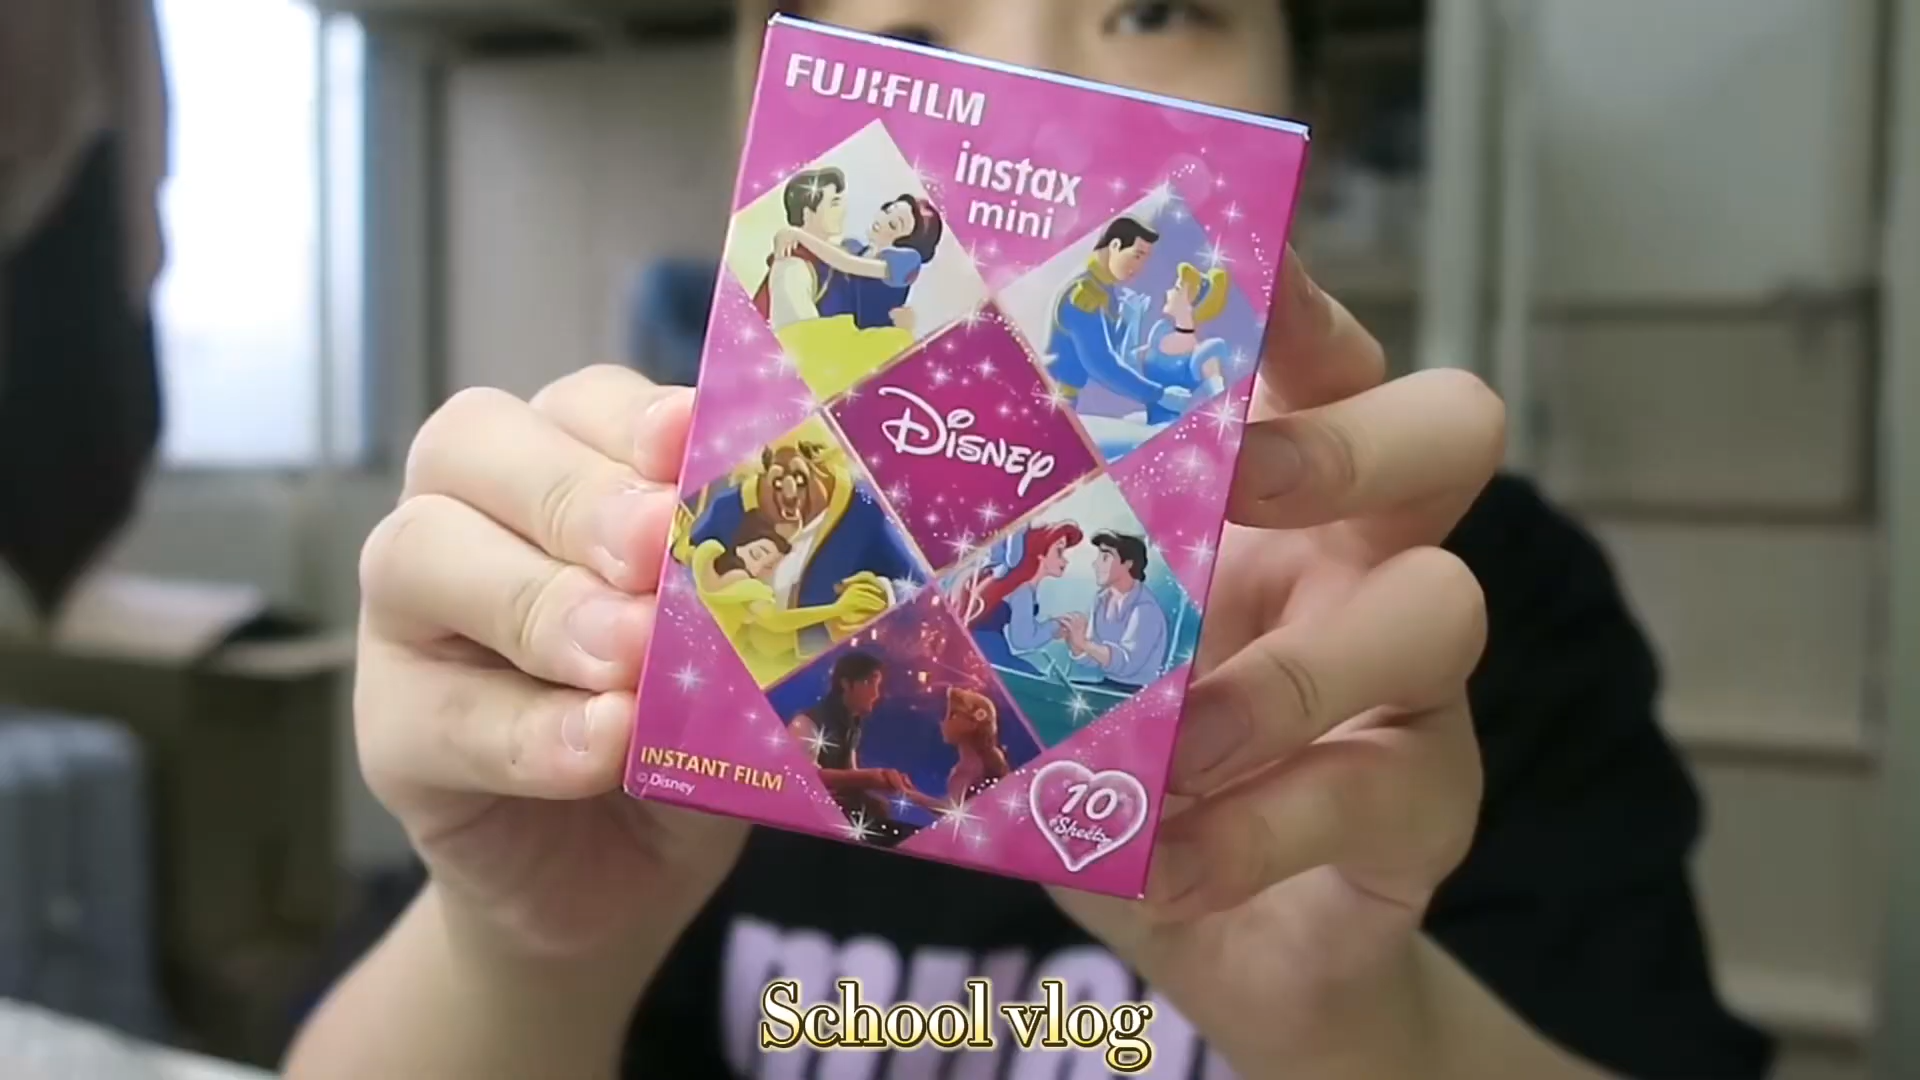 FUJIFILM
instax
mini
Disney
INSTANT FILM
©Disney
10
Sheets
School vlog